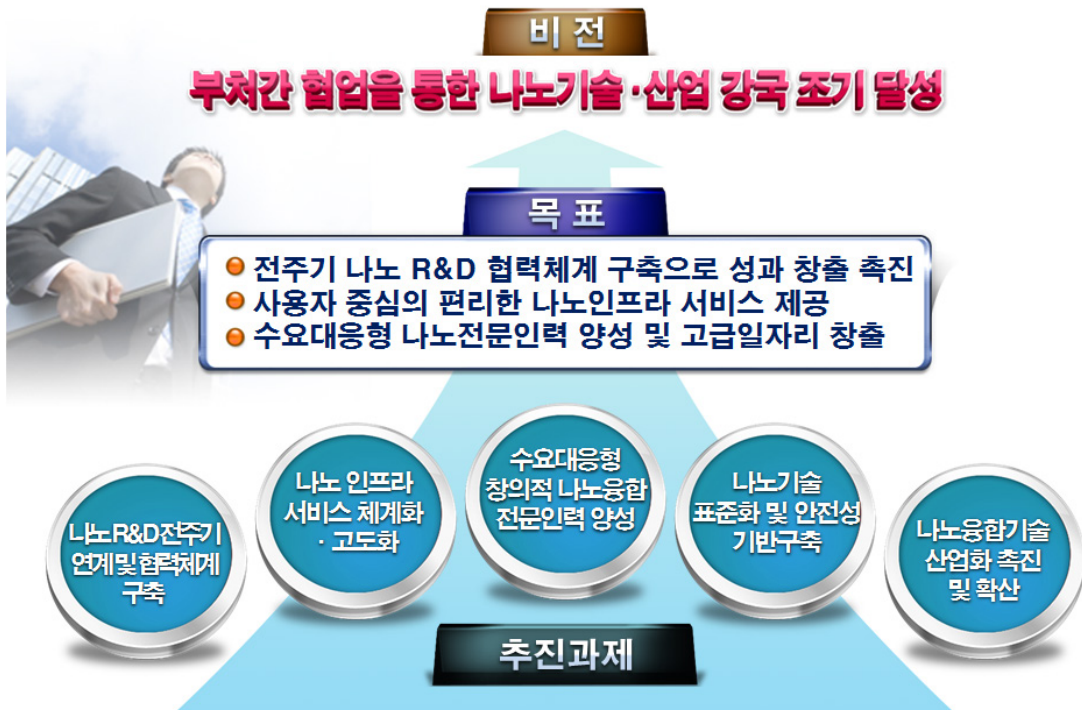 비 전
부처간 협업을 통한 나노기술·산업 강국 조기 달성
목 표
전주기 나노 R&D 협력체계 구축으로 성과 창출 촉진
사용자 중심의 편리한 나노인프라 서비스 제공
수요대응형 나노전문인력 양성 및 고급일자리 창출
나노R&D전주기
연계및협력체계
구축
나노 인프라
서비스 체계화
· 고도화
수요대응형
창의적 나노융합
전문인력 양성
나노기술
표준화 및 안전성
기반구축
나노융합기술
산업화 촉진
및 확산
추진과제